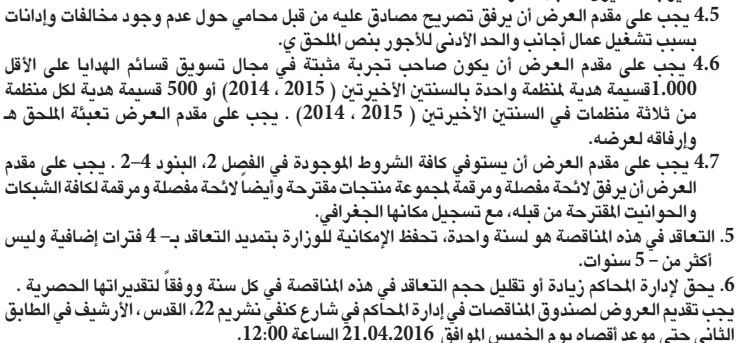 4.5 يجب على مقدم العرض أن يرفق تصريح مصادق عليه من قبل محامي حول عدم وجود مخالفات وإدانات
بسبب تشغيل عمال أجانب والحد الأدنى للأجور بنص الملحق ي.
4.6 يجب على مقدم العرض أن يكون صاحب تجربة مثبتة في مجال تسويق قسائم الهدايا على الأقل
1.000قسيمة هدية لمنظمة واحدة بالسنتين الأخيرتين ( 2015 ، 2014) أو 500 قسيمة هدية لكل منظمة
من ثلاثة منظمات في السنتين الأخيرتين ( 2015 ، 2014) . يجب على مقدم العرض تعبئة الملحق هـ
وإرفاقه لعرضه.
4.7 يجب على مقدم العرض أن يستوفي كافة الشروط الموجودة في الفصل 2، البنود 4–2 . يجب على مقدم
العرض أن يرفق لائحة مفصلة ومرقمة لمجموعة منتجات مقترحة وأيضاً لائحة مفصلة ومرقمة لكافة الشبكات
والحوانيت المقترحة من قبله، مع تسجيل مكانها الجغرافي.
5. التعاقد في هذه المناقصة هو لسنة واحدة، تحفظ الإمكانية للوزارة بتمديد التعاقد بـ– 4 فترات إضافية وليس
أكثر من – 5 سنوات.
6. يحق لإدارة المحاكم زيادة أو تقليل حجم التعاقد في هذه المناقصة في كل سنة ووفقاً لتقديراتها الحصرية .
يجب تقديم العروض لصندوق المناقصات في إدارة المحاكم في شارع كنفي نشريم 22، القدس ، الأرشيف في الطابق
الثاني حتى موعد أقصاه يوم الخميس الموافق 21.04.2016 الساعة 12:00.